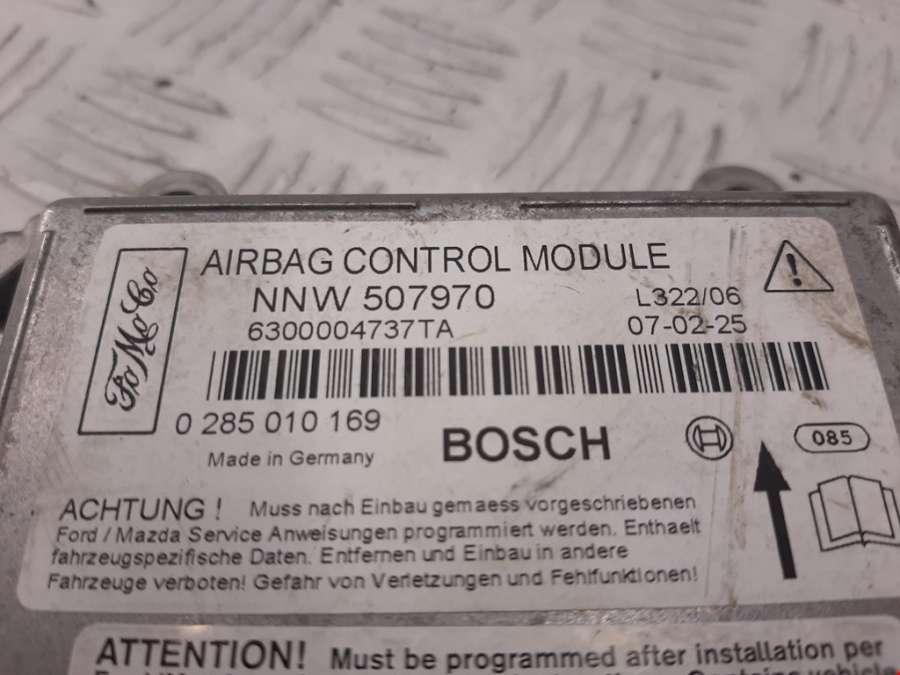 FoMoCo
AIRBAG CONTROL MODULE
NNW 507970
L322/06
6300004737TA
07-02-25
0 285 010 169
BOSCH
085
Made in Germany
ACHTUNG ! Muss nach Einbau gemaess vorgeschriebenen
Ford / Mazda Service Anweisungen programmiert werden. Enthaelt
fahrzeugspezifische Daten. Entfernen und Einbau in andere
Fahrzeuge verboten! Gefahr von Verletzungen und Fehlfunktionen!
ATTENTION! Must be programmed after installation per